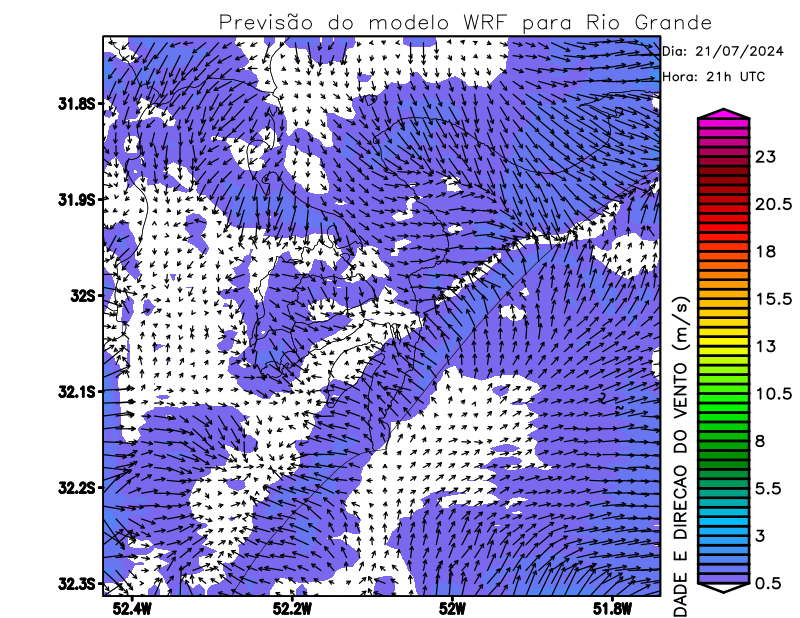 Previsão do modelo WRF para Rio Grande
Dia: 21/07/2024
Hora: 21h UTC
31.8S
31.9S
32S
32.1S
32.2S
32.3S
52.4W
52.2W
52W
51.8W
23
20.5
18
15.5
13
10.5
8
5.5
3
0.5
DADE E DIRECAO DO VENTO (m/s)